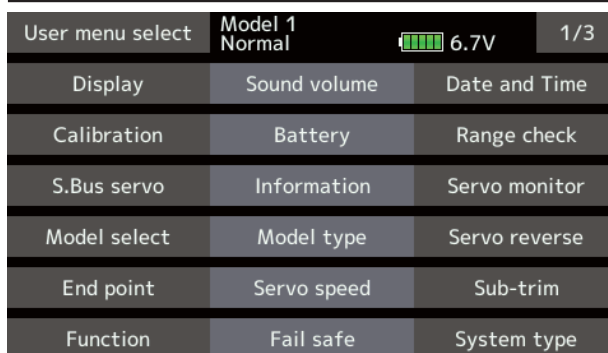 User menu select Model 1 Normal 6.7V 1/3
Display Sound volume Date and Time
Calibration Battery Range check
S.Bus servo Information Servo monitor
Model select Model type Servo reverse
End point Servo speed Sub-trim
Function Fail safe System type